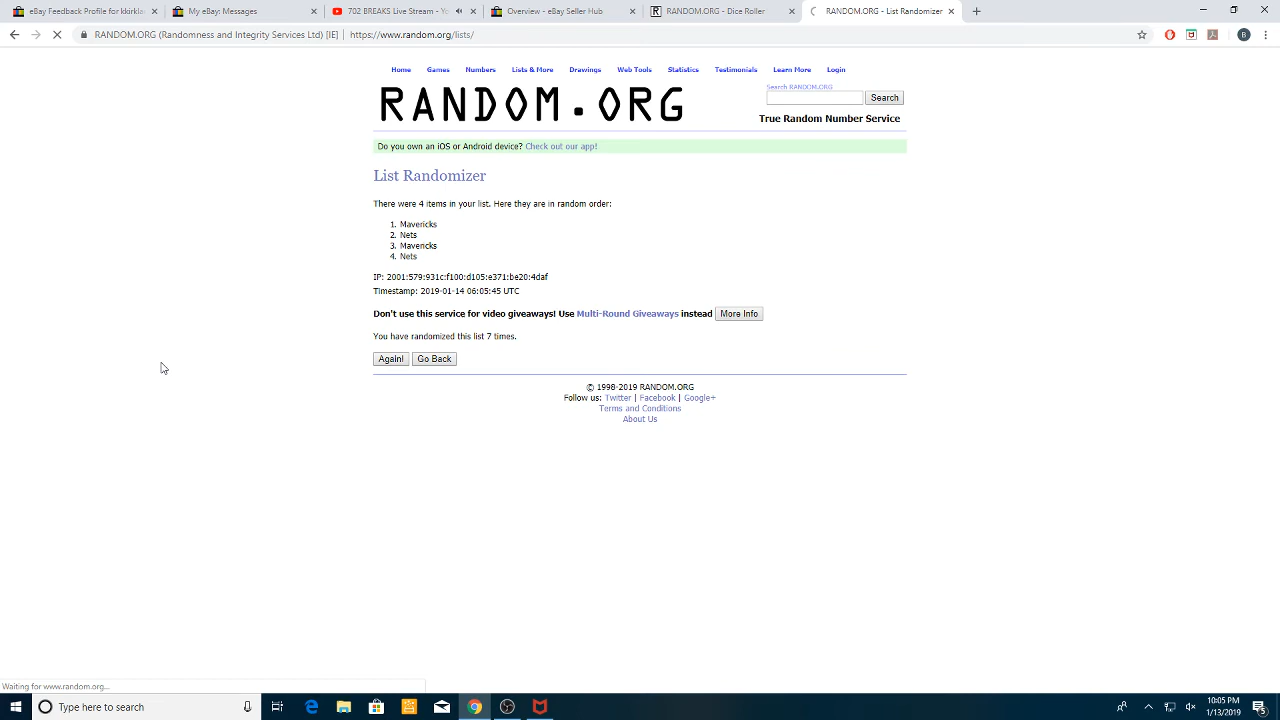 eBay Feedback Profile for ldkirklan
My eBay: Messages
702 BREAKS Live Stream - Yo
Overview - eBay Seller Hub
RANDOM.ORG - Dice Roller
RANDOM.ORG - List Randomizer
RANDOM.ORG (Randomness and Integrity Services Ltd) [IE] | https://www.random.org/lists/
B
Home Games Numbers Lists & More Drawings Web Tools Statistics Testimonials Learn More Login
RANDOM.ORG
Search RANDOM.ORG
Search
True Random Number Service
Do you own an iOS or Android device? Check out our app!
List Randomizer
There were 4 items in your list. Here they are in random order:
1. Mavericks
2. Nets
3. Mavericks
4. Nets
IP: 2001:579:931c:f100:d105:e371:be20:4daf
Timestamp: 2019-01-14 06:05:45 UTC
Don't use this service for video giveaways! Use Multi-Round Giveaways instead More Info
You have randomized this list 7 times.
Again! Go Back
© 1998-2019 RANDOM.ORG
Follow us: Twitter | Facebook | Google+
Terms and Conditions
About Us
Waiting for www.random.org...
Type here to search
10:05 PM
1/13/2019